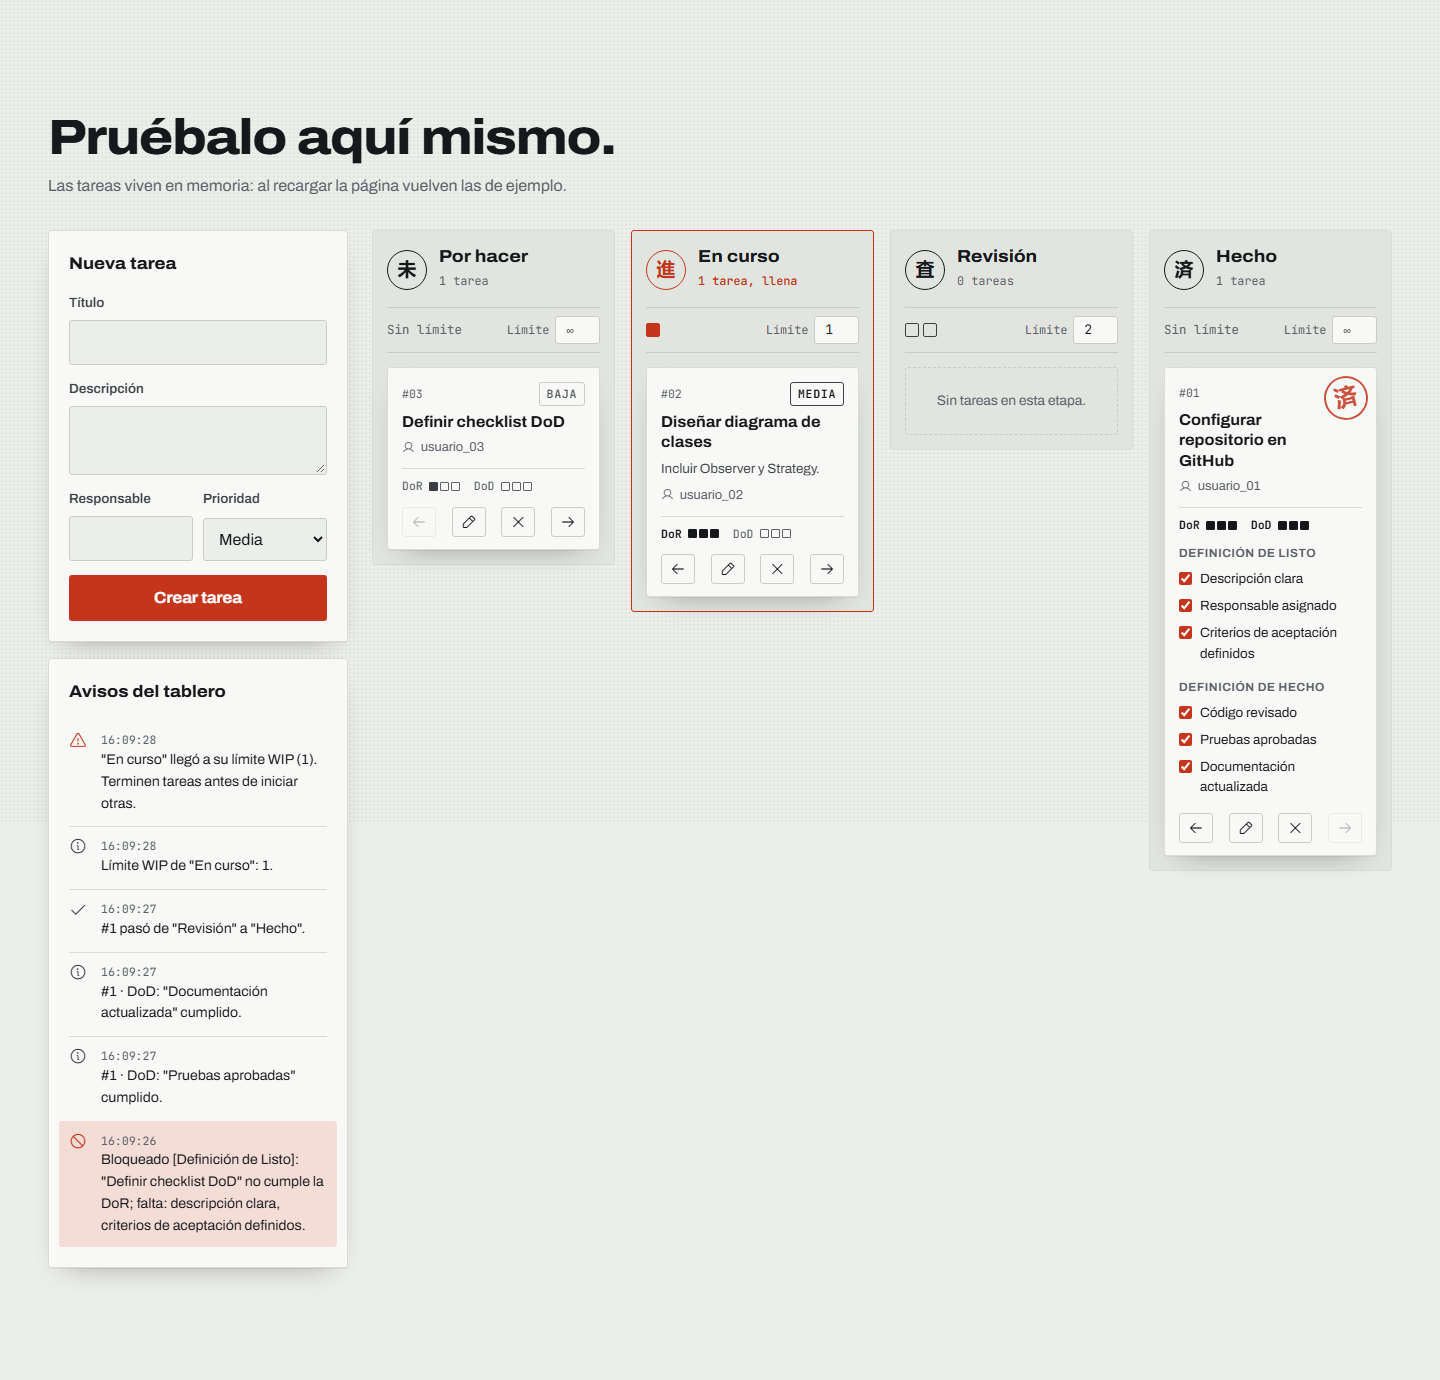 Pruébalo aquí mismo.
Las tareas viven en memoria: al recargar la página vuelven las de ejemplo.
Nueva tarea
Título
Descripción
Responsable
Prioridad
Media
Crear tarea
Avisos del tablero
16:09:28
"En curso" llegó a su límite WIP (1).
Terminen tareas antes de iniciar
otras.
16:09:28
Límite WIP de "En curso": 1.
16:09:27
#1 pasó de "Revisión" a "Hecho".
16:09:27
#1 · DoD: "Documentación
actualizada" cumplido.
16:09:27
#1 · DoD: "Pruebas aprobadas"
cumplido.
16:09:26
Bloqueado [Definición de Listo]:
"Definir checklist DoD" no cumple la
DoR; falta: descripción clara,
criterios de aceptación definidos.
未
Por hacer
1 tarea
Sin límite
Límite ∞
#03
BAJA
Definir checklist DoD
usuario_03
DoR DoD
進
En curso
1 tarea, llena
Límite 1
#02
MEDIA
Diseñar diagrama de
clases
Incluir Observer y Strategy.
usuario_02
DoR DoD
査
Revisión
0 tareas
Límite 2
Sin tareas en esta etapa.
済
Hecho
1 tarea
Sin límite
Límite ∞
#01
済
Configurar
repositorio en
GitHub
usuario_01
DoR DoD
DEFINICIÓN DE LISTO
Descripción clara
Responsable asignado
Criterios de aceptación
definidos
DEFINICIÓN DE HECHO
Código revisado
Pruebas aprobadas
Documentación
actualizada